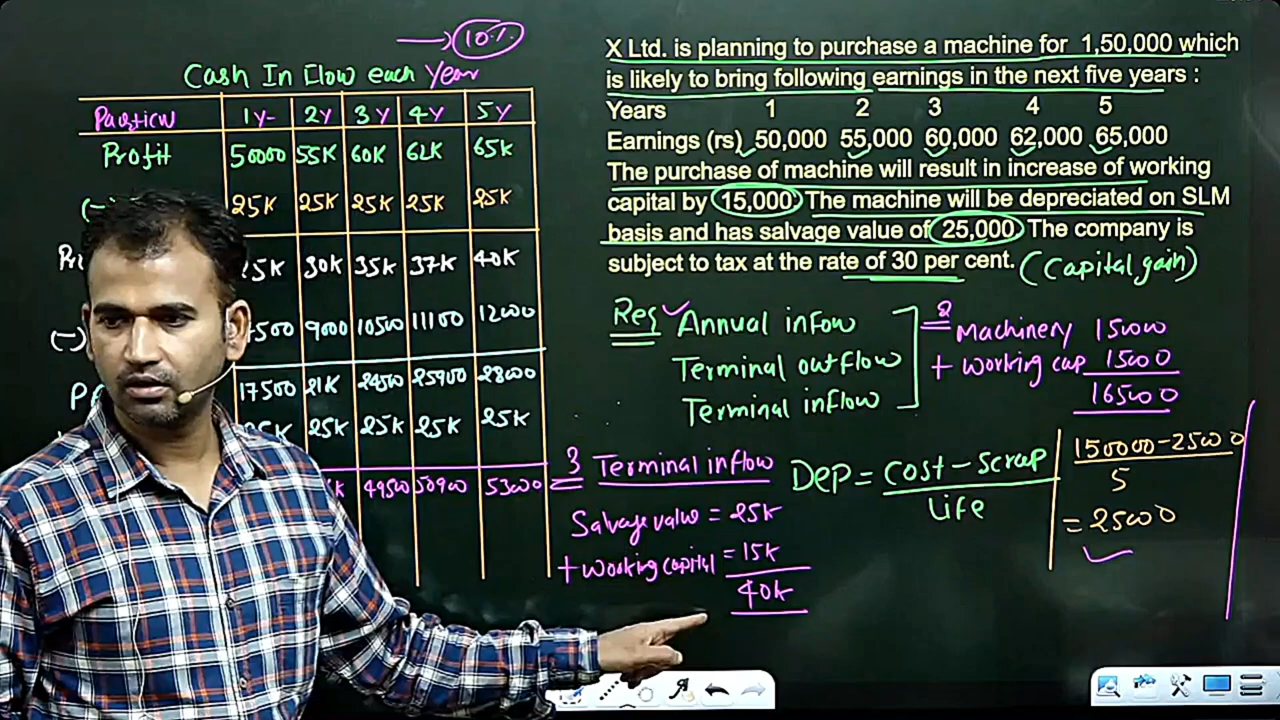 → 10%
Cash In Flow each Year
Particu 1Y- 2Y 3Y 4Y 5Y
Profit 50000 55K 60K 62K 65K
(-) 25K 25K 25K 25K 25K
25K 30K 35K 37K 40K
(-) 7500 9000 10500 11100 12000
17500 21K 24500 25900 28000
25K 25K 25K 25K 25K
49500 50900 53000
X Ltd. is planning to purchase a machine for 1,50,000 which
is likely to bring following earnings in the next five years :
Years 1 2 3 4 5
Earnings (rs) 50,000 55,000 60,000 62,000 65,000
The purchase of machine will result in increase of working
capital by 15,000. The machine will be depreciated on SLM
basis and has salvage value of 25,000 The company is
subject to tax at the rate of 30 per cent. (Capital gain)
Req Annual infow
Terminal outflow
Terminal inflow
2
Machinery 150000
+ Working cap 15000
165000
3 Terminal inflow
Salvage value = 25K
+ Working capital = 15K
40K
Dep = Cost - Scrap
Life
150000-25000
5
= 25000